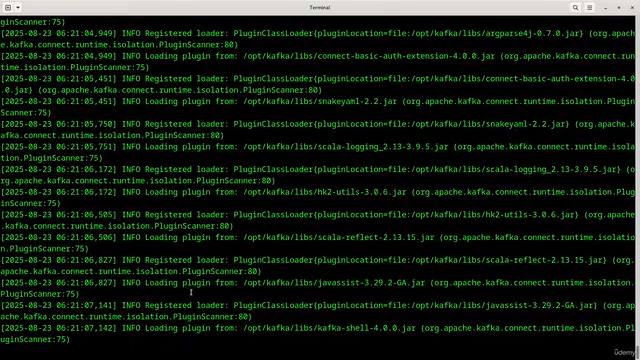 Terminal
ginScanner:75)
[2025-08-23 06:21:04,949] INFO Registered loader: PluginClassLoader{pluginLocation=file:/opt/kafka/libs/argparse4j-0.7.0.jar} (org.apach
e.kafka.connect.runtime.isolation.PluginScanner:80)
[2025-08-23 06:21:04,949] INFO Loading plugin from: /opt/kafka/libs/connect-basic-auth-extension-4.0.0.jar (org.apache.kafka.connect.run
time.isolation.PluginScanner:75)
[2025-08-23 06:21:05,451] INFO Registered loader: PluginClassLoader{pluginLocation=file:/opt/kafka/libs/connect-basic-auth-extension-4.0
.0.jar} (org.apache.kafka.connect.runtime.isolation.PluginScanner:80)
[2025-08-23 06:21:05,451] INFO Loading plugin from: /opt/kafka/libs/snakeyaml-2.2.jar (org.apache.kafka.connect.runtime.isolation.Plugin
Scanner:75)
[2025-08-23 06:21:05,750] INFO Registered loader: PluginClassLoader{pluginLocation=file:/opt/kafka/libs/snakeyaml-2.2.jar} (org.apache.k
afka.connect.runtime.isolation.PluginScanner:80)
[2025-08-23 06:21:05,751] INFO Loading plugin from: /opt/kafka/libs/scala-logging_2.13-3.9.5.jar (org.apache.kafka.connect.runtime.isola
tion.PluginScanner:75)
[2025-08-23 06:21:06,172] INFO Registered loader: PluginClassLoader{pluginLocation=file:/opt/kafka/libs/scala-logging_2.13-3.9.5.jar} (o
rg.apache.kafka.connect.runtime.isolation.PluginScanner:80)
[2025-08-23 06:21:06,172] INFO Loading plugin from: /opt/kafka/libs/hk2-utils-3.0.6.jar (org.apache.kafka.connect.runtime.isolation.Plug
inScanner:75)
[2025-08-23 06:21:06,505] INFO Registered loader: PluginClassLoader{pluginLocation=file:/opt/kafka/libs/hk2-utils-3.0.6.jar} (org.apache
.kafka.connect.runtime.isolation.PluginScanner:80)
[2025-08-23 06:21:06,506] INFO Loading plugin from: /opt/kafka/libs/scala-reflect-2.13.15.jar (org.apache.kafka.connect.runtime.isolatio
n.PluginScanner:75)
[2025-08-23 06:21:06,827] INFO Registered loader: PluginClassLoader{pluginLocation=file:/opt/kafka/libs/scala-reflect-2.13.15.jar} (org.
apache.kafka.connect.runtime.isolation.PluginScanner:80)
[2025-08-23 06:21:06,827] INFO Loading plugin from: /opt/kafka/libs/javassist-3.29.2-GA.jar (org.apache.kafka.connect.runtime.isolation.
PluginScanner:75)
[2025-08-23 06:21:07,141] INFO Registered loader: PluginClassLoader{pluginLocation=file:/opt/kafka/libs/javassist-3.29.2-GA.jar} (org.ap
ache.kafka.connect.runtime.isolation.PluginScanner:80)
[2025-08-23 06:21:07,142] INFO Loading plugin from: /opt/kafka/libs/kafka-shell-4.0.0.jar (org.apache.kafka.connect.runtime.isolation.Pl
uginScanner:75)
Udemy